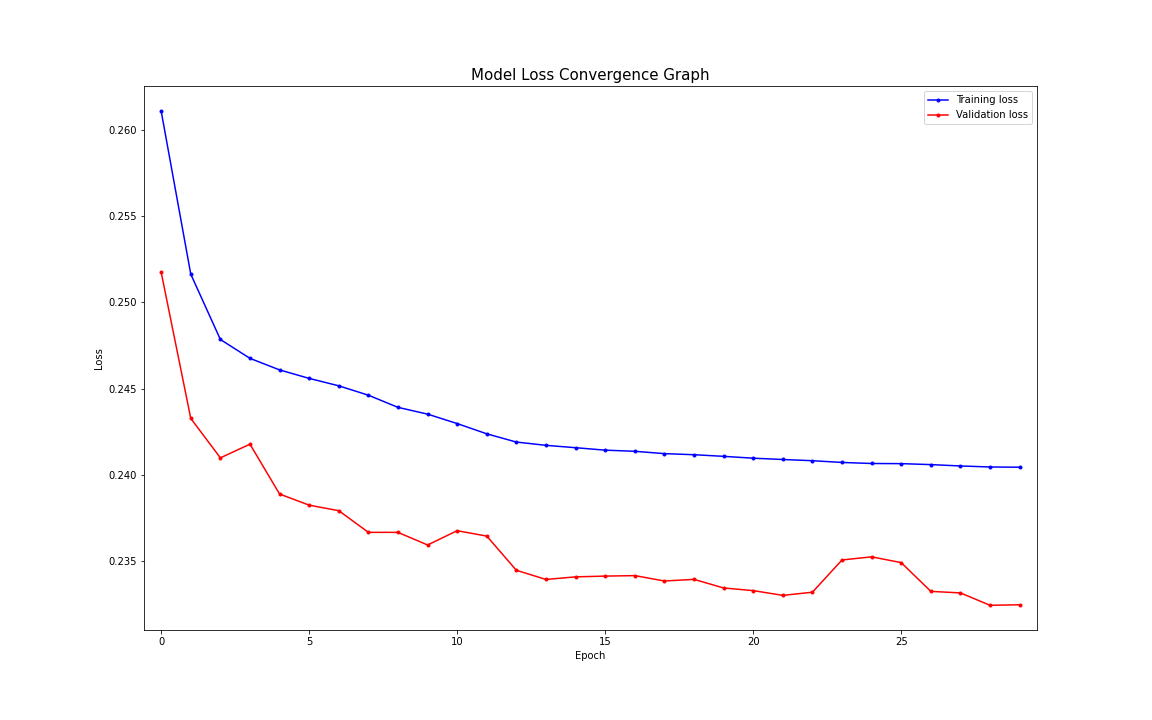 Model Loss Convergence Graph
Training loss
Validation loss
0.260
0.255
0.250
0.245
0.240
0.235
Loss
0
5
10
15
20
25
Epoch